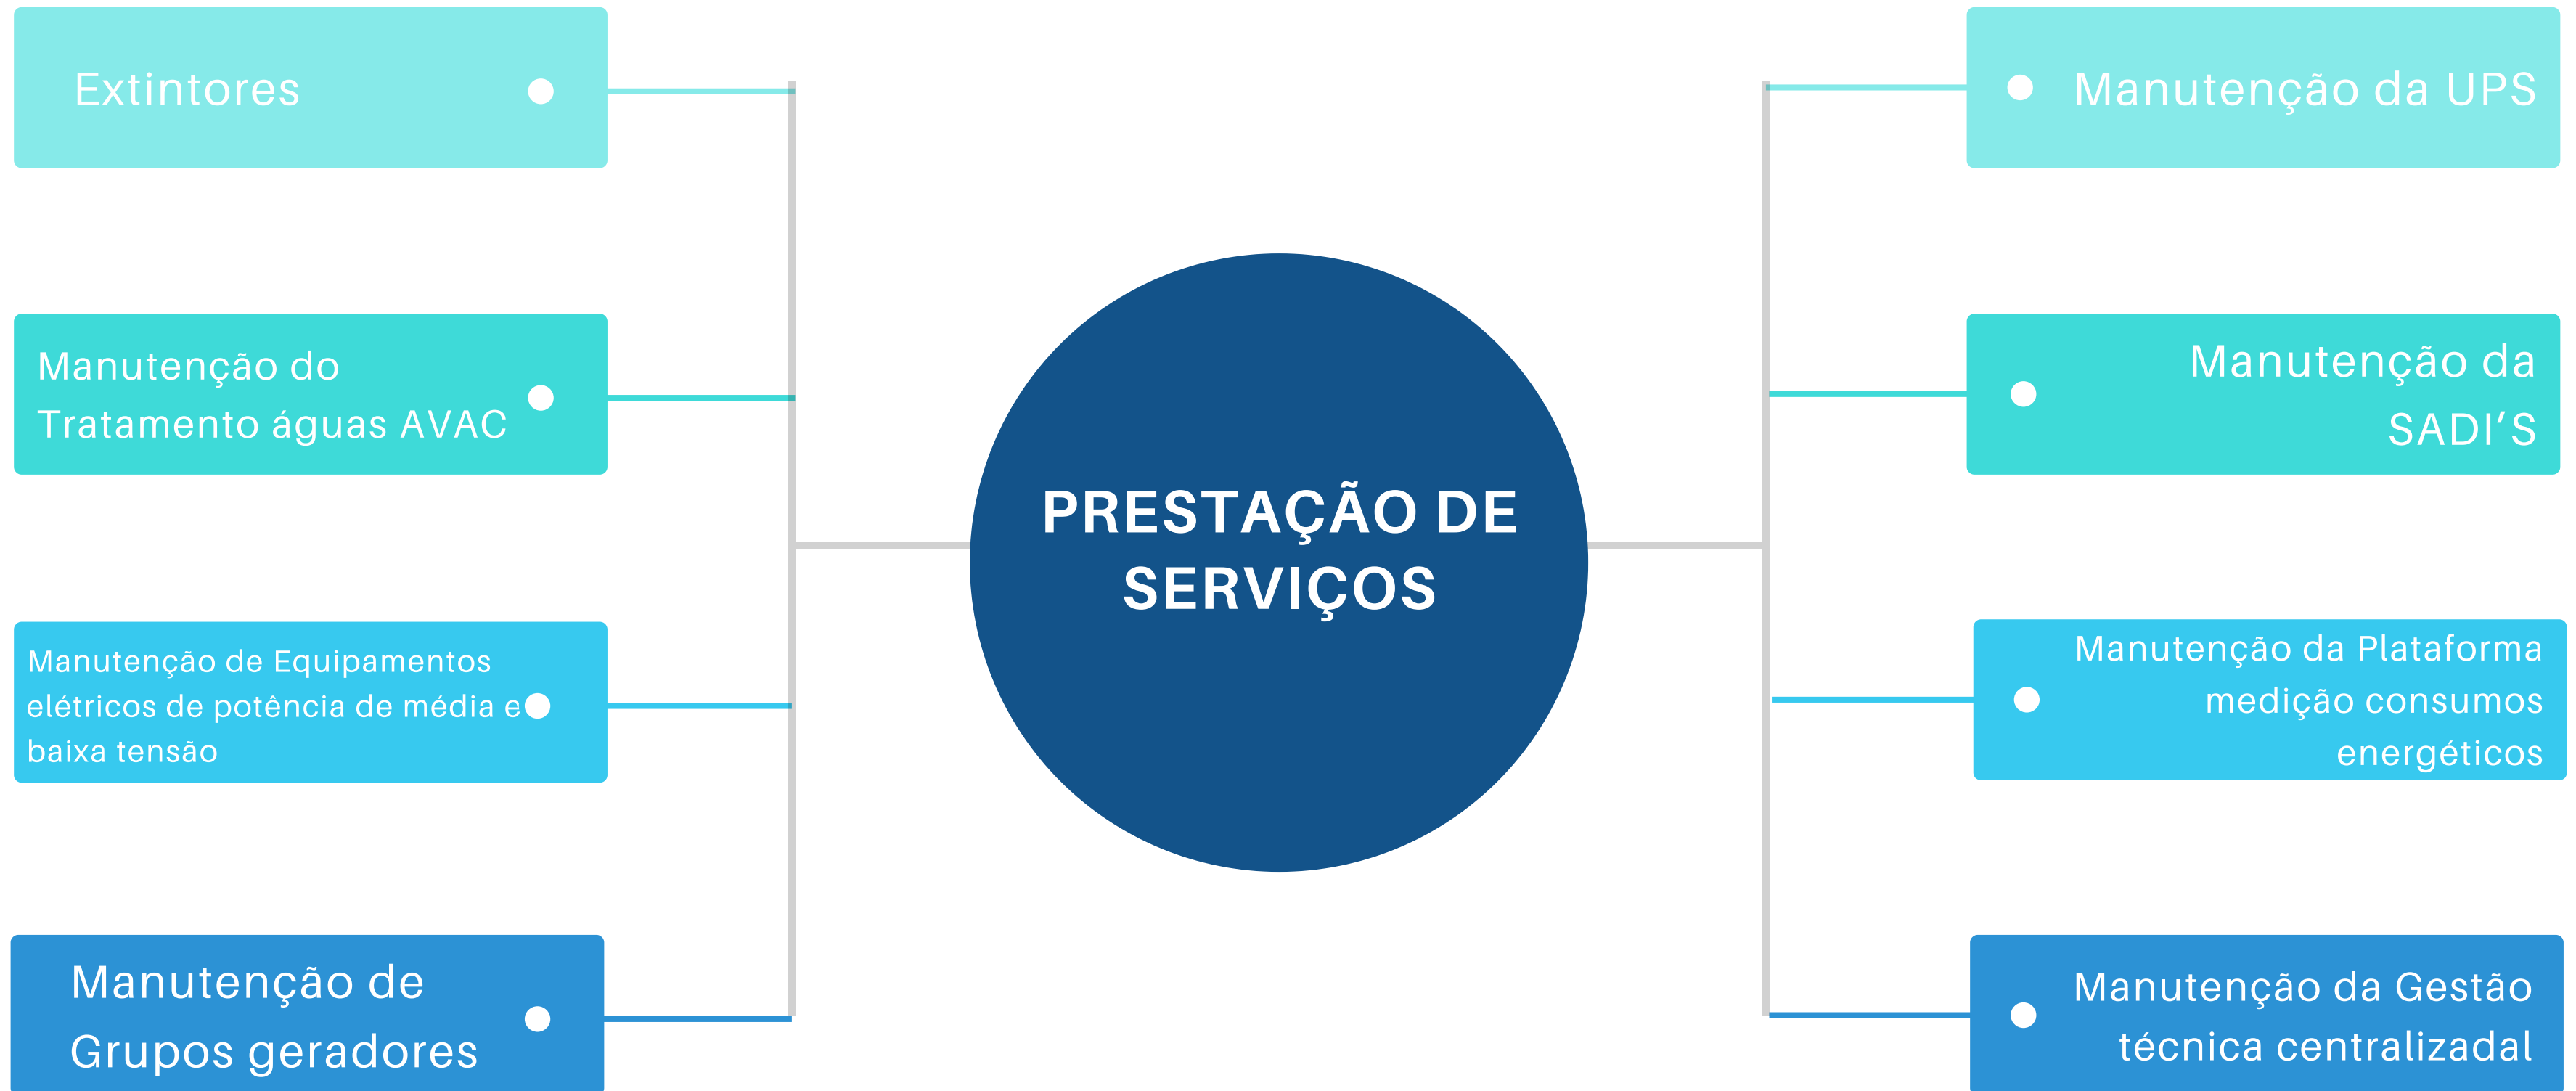 Extintores
Manutenção do
Tratamento águas AVAC
Manutenção de Equipamentos
elétricos de potência de média e
baixa tensão
Manutenção de
Grupos geradores
PRESTAÇÃO DE
SERVIÇOS
Manutenção da UPS
Manutenção da
SADI'S
Manutenção da Plataforma
medição consumos
energéticos
Manutenção da Gestão
técnica centralizadal